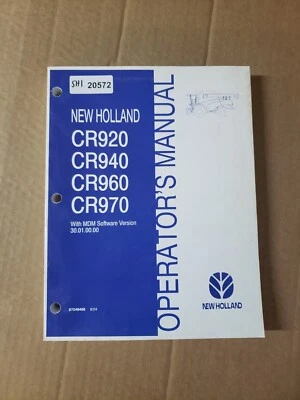 SH1 20572
NEW HOLLAND
CR920
CR940
CR960
CR970
With MDM Software Version
30.01.00.00
OPERATOR'S MANUAL
NEW HOLLAND